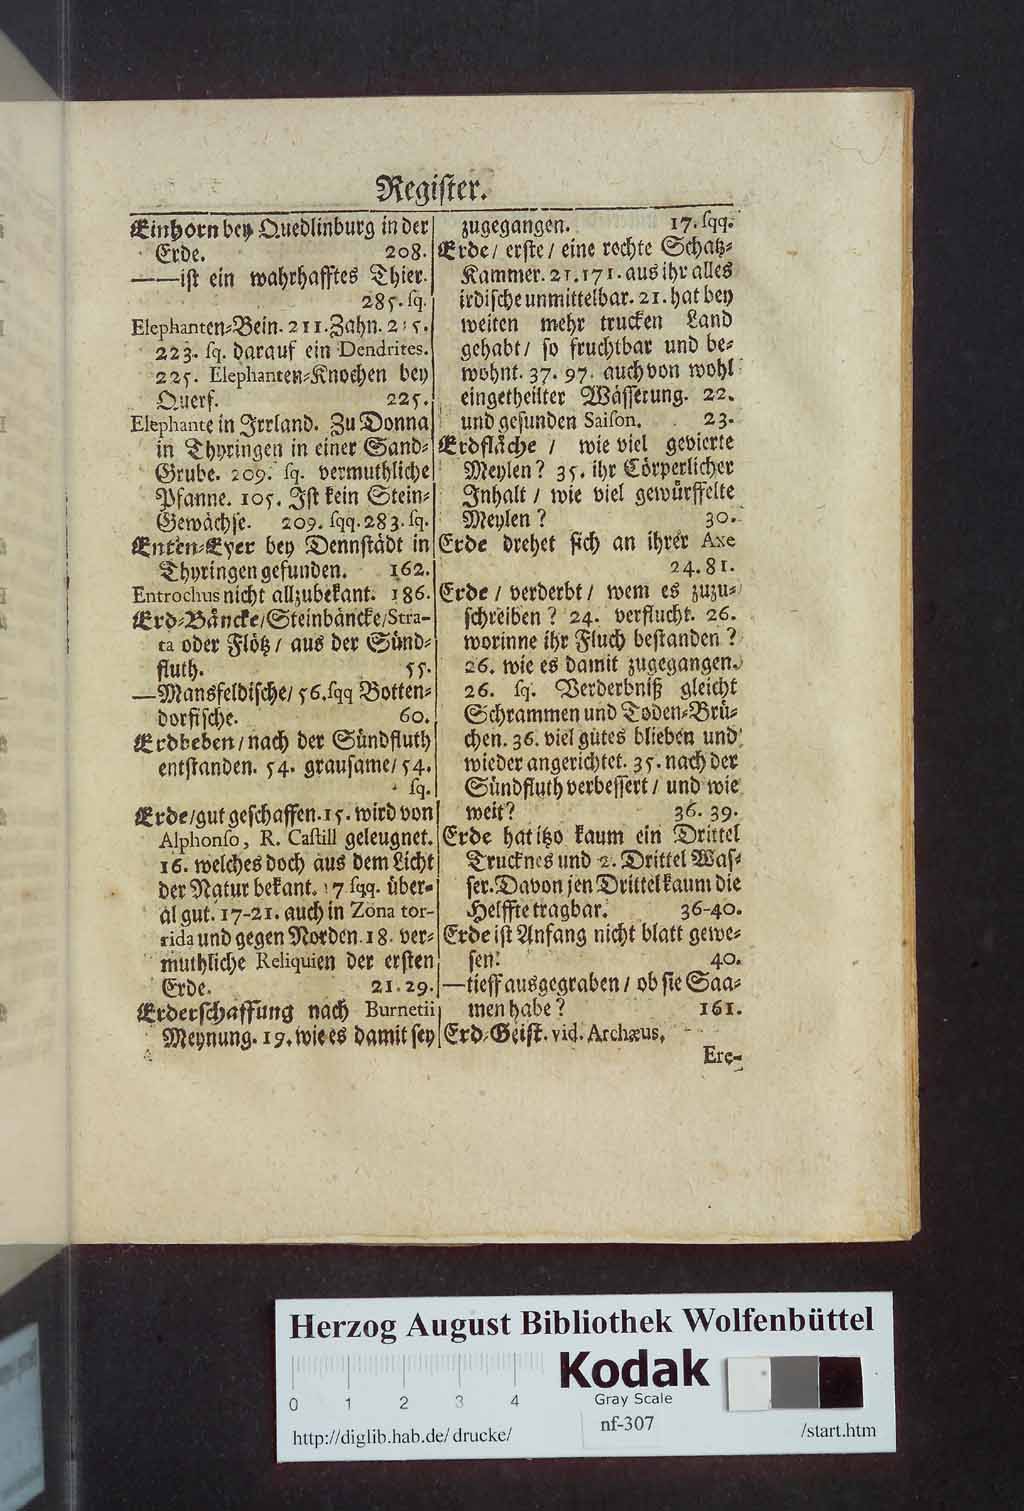 Register.
Einhorn bey Quedlinburg in der
Erde. 208.
——ist ein wahrhafftes Thier.
285. sq.
Elephanten-Bein. 211. Zahn. 215.
223. sq. darauf ein Dendrites.
225. Elephanten-Knochen bey
Querf. 225.
Elephante in Irrland. Zu Donna
in Thyringen in einer Sand-
Grube. 209. sq. vermuthliche
Pfanne. 105. Ist kein Stein-
Gewächse. 209. sqq. 283. sq.
Enten-Eyer bey Dennstädt in
Thyringen gefunden. 162.
Entrochus nicht allzubekant. 186.
Erd-Bäncke/Steinbäncke/Stra-
ta oder Flötz/ aus der Sünd-
fluth. 55.
—Mansfeldische/ 56. sqq Botten-
dorfische. 60.
Erdbeben/nach der Sündfluth
entstanden. 54. grausame/ 54.
sq.
Erde/gut geschaffen. 15. wird von
Alphonso, R. Castill geleugnet.
16. welches doch aus dem Licht
der Natur bekant. 17 sqq. über-
al gut. 17-21. auch in Zona tor-
rida und gegen Norden. 18. ver-
muthliche Reliquien der ersten
Erde. 21. 29.
Erderschaffung nach Burnetii
Meynung. 19. wie es damit sey
zugegangen. 17. sqq.
Erde/ erste/ eine rechte Schatz-
Kammer. 21. 171. aus ihr alles
irdische unmittelbar. 21. hat bey
weiten mehr trucken Land
gehabt/ so fruchtbar und be-
wohnt. 37. 97. auch von wohl
eingetheilter Wässerung. 22.
und gesunden Saison. 23.
Erdfläche/ wie viel gevierte
Meylen? 35. ihr Cörperlicher
Inhalt/ wie viel gewürffelte
Meylen? 30.
Erde drehet sich an ihrer Axe
24. 81.
Erde/ verderbt/ wem es zuzu-
schreiben? 24. verflucht. 26.
worinne ihr Fluch bestanden?
26. wie es damit zugegangen.
26. sq. Verderbniß gleicht
Schrammen und Toden-Brü-
chen. 36. viel gutes blieben und
wieder angerichtet. 35. nach der
Sündfluth verbessert/ und wie
weit? 36. 39.
Erde hat itzo kaum ein Drittel
Trucknes und 2. Drittel Was-
ser. Davon jen Drittel kaum die
Helffte tragbar. 36-40.
Erde ist Anfang nicht blatt gewe-
sen. 40.
—tieff ausgegraben/ ob sie Saa-
men habe? 161.
Erd-Geist. vid. Archæus.
Ere-
Herzog August Bibliothek Wolfenbüttel
0 1 2 3 4
Kodak
Gray Scale
nf-307
http://diglib.hab.de/drucke/
/start.htm